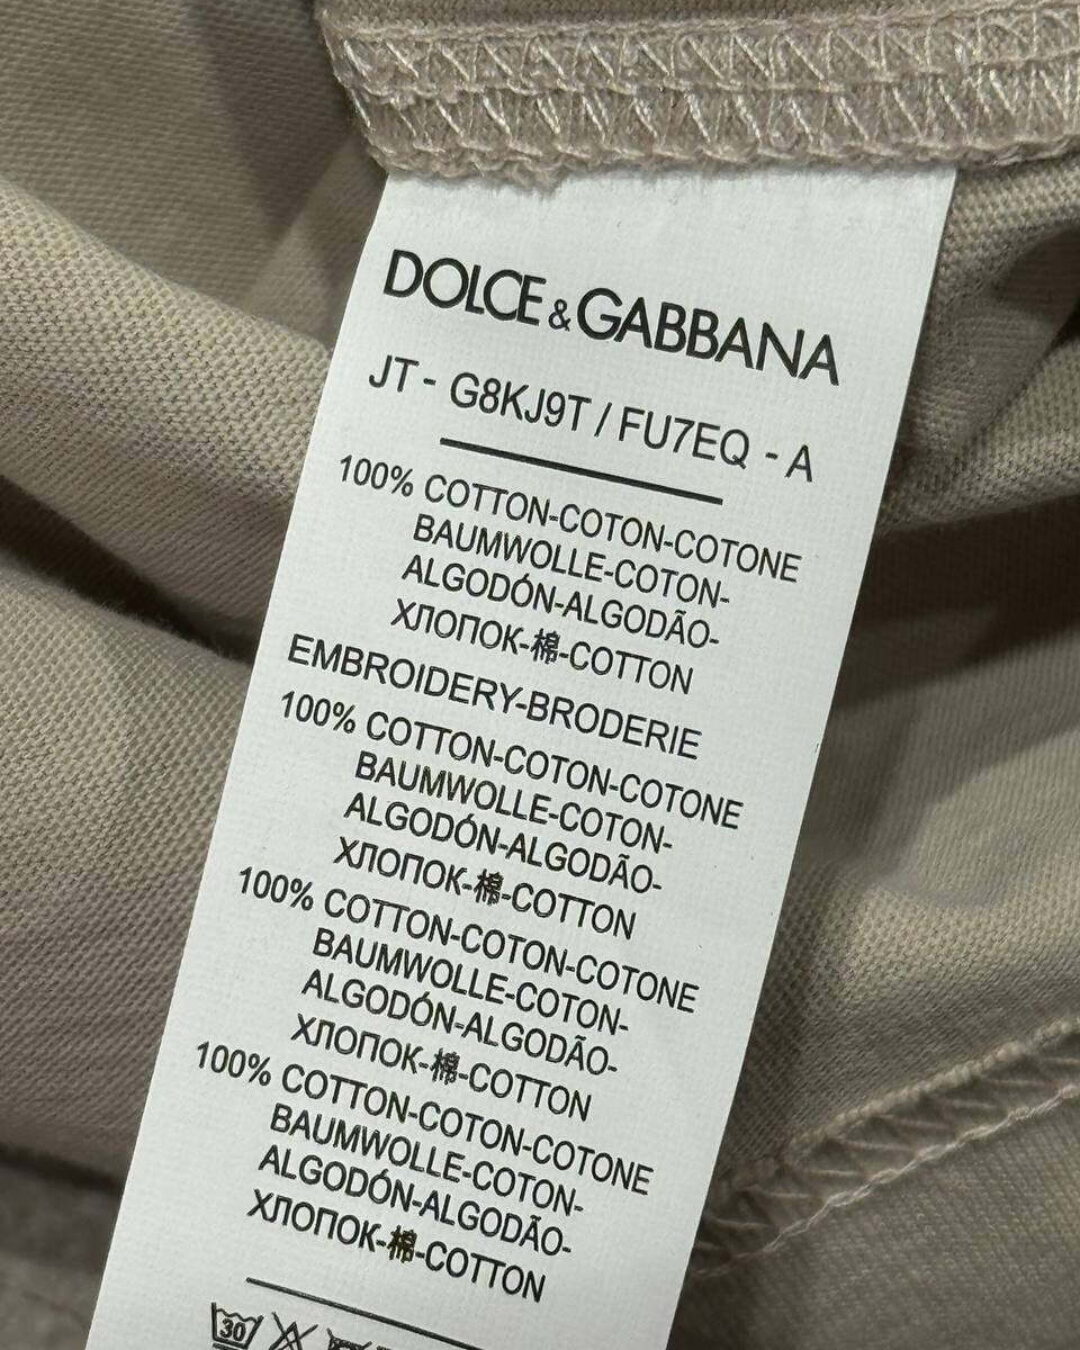 DOLCE&GABBANA
JT - G8KJ9T / FU7EQ - A
100% COTTON-COTON-COTONE
BAUMWOLLE-COTON-
ALGODÓN-ALGODÃO-
ХЛОПОК-棉-COTTON
EMBROIDERY-BRODERIE
100% COTTON-COTON-COTONE
BAUMWOLLE-COTON-
ALGODÓN-ALGODÃO-
ХЛОПОК-棉-COTTON
100% COTTON-COTON-COTONE
BAUMWOLLE-COTON-
ALGODÓN-ALGODÃO-
ХЛОПОК-棉-COTTON
100% COTTON-COTON-COTONE
BAUMWOLLE-COTON-
ALGODÓN-ALGODÃO-
ХЛОПОК-棉-COTTON
30